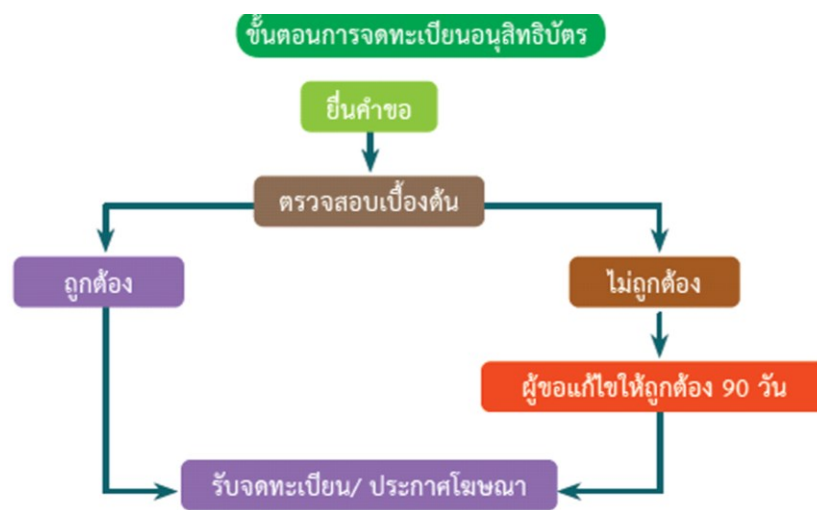 ขั้นตอนการจดทะเบียนอนุสิทธิบัตร
ยื่นคำขอ
ตรวจสอบเบื้องต้น
ถูกต้อง
ไม่ถูกต้อง
ผู้ขอแก้ไขให้ถูกต้อง 90 วัน
รับจดทะเบียน/ ประกาศโฆษณา